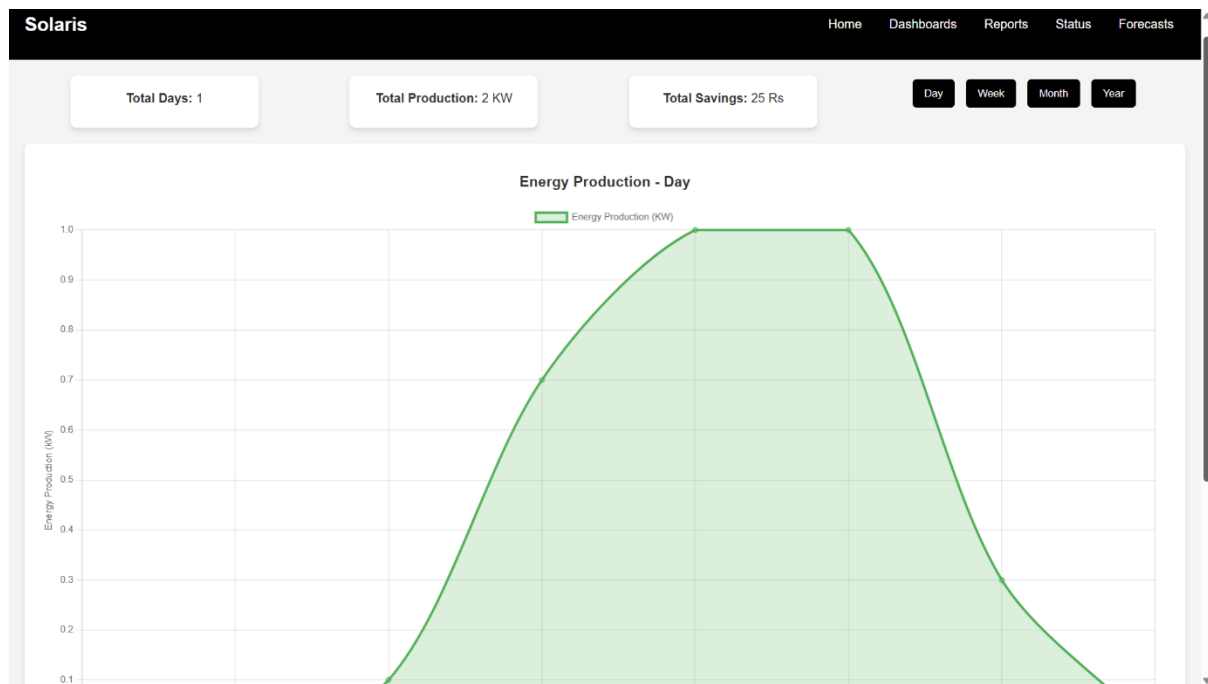 Solaris
Home Dashboards Reports Status Forecasts
Total Days: 1
Total Production: 2 KW
Total Savings: 25 Rs
Day Week Month Year
Energy Production - Day
Energy Production (KW)
1.0
0.9
0.8
0.7
0.6
0.5
0.4
0.3
0.2
0.1
Energy Production (kW)